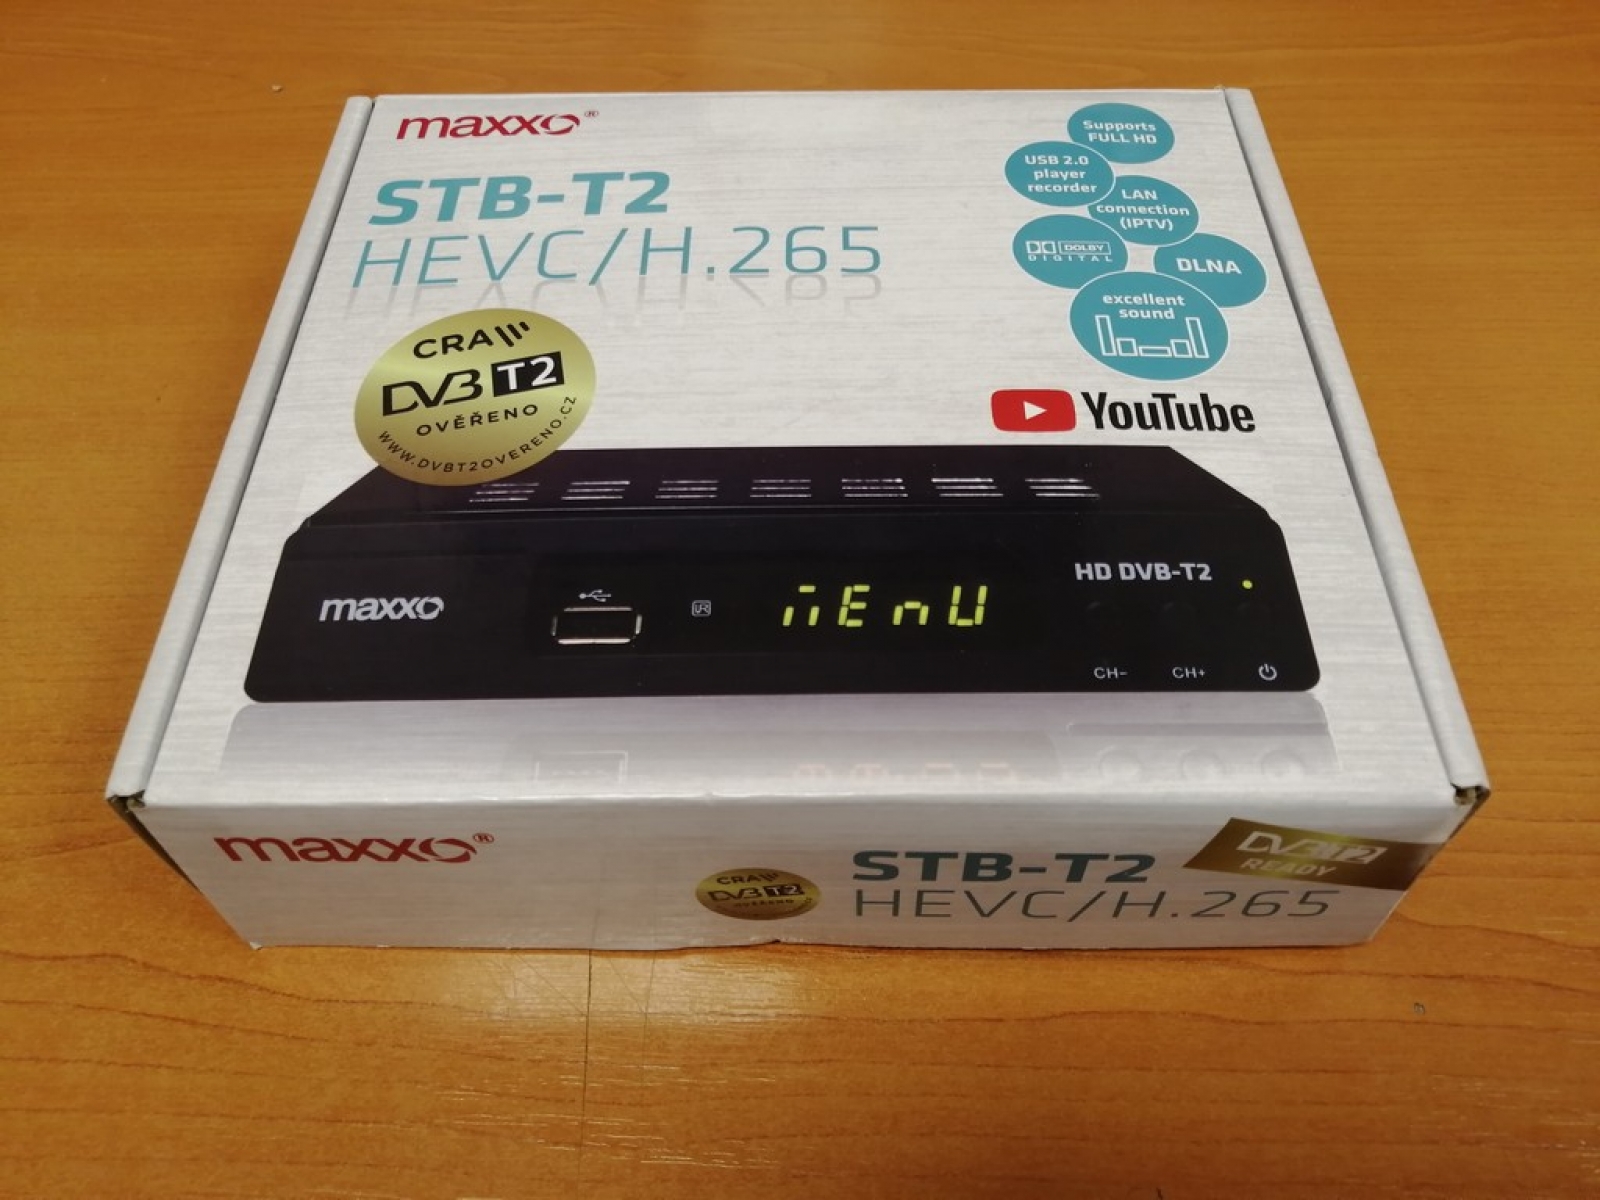 maxxo®
STB-T2
HEVC/H.265
Supports
FULL HD
USB 2.0
player
recorder
LAN
connection
(IPTV)
DOLBY
DIGITAL
DLNA
excellent
sound
CRA
DVB T2
OVĚŘENO
WWW.DVBT2OVERENO.CZ
YouTube
maxxo
MEnU
HD DVB-T2
CH-
CH+
maxxo®
CRA
DVB T2
STB-T2
HEVC/H.265
DVB T2
READY